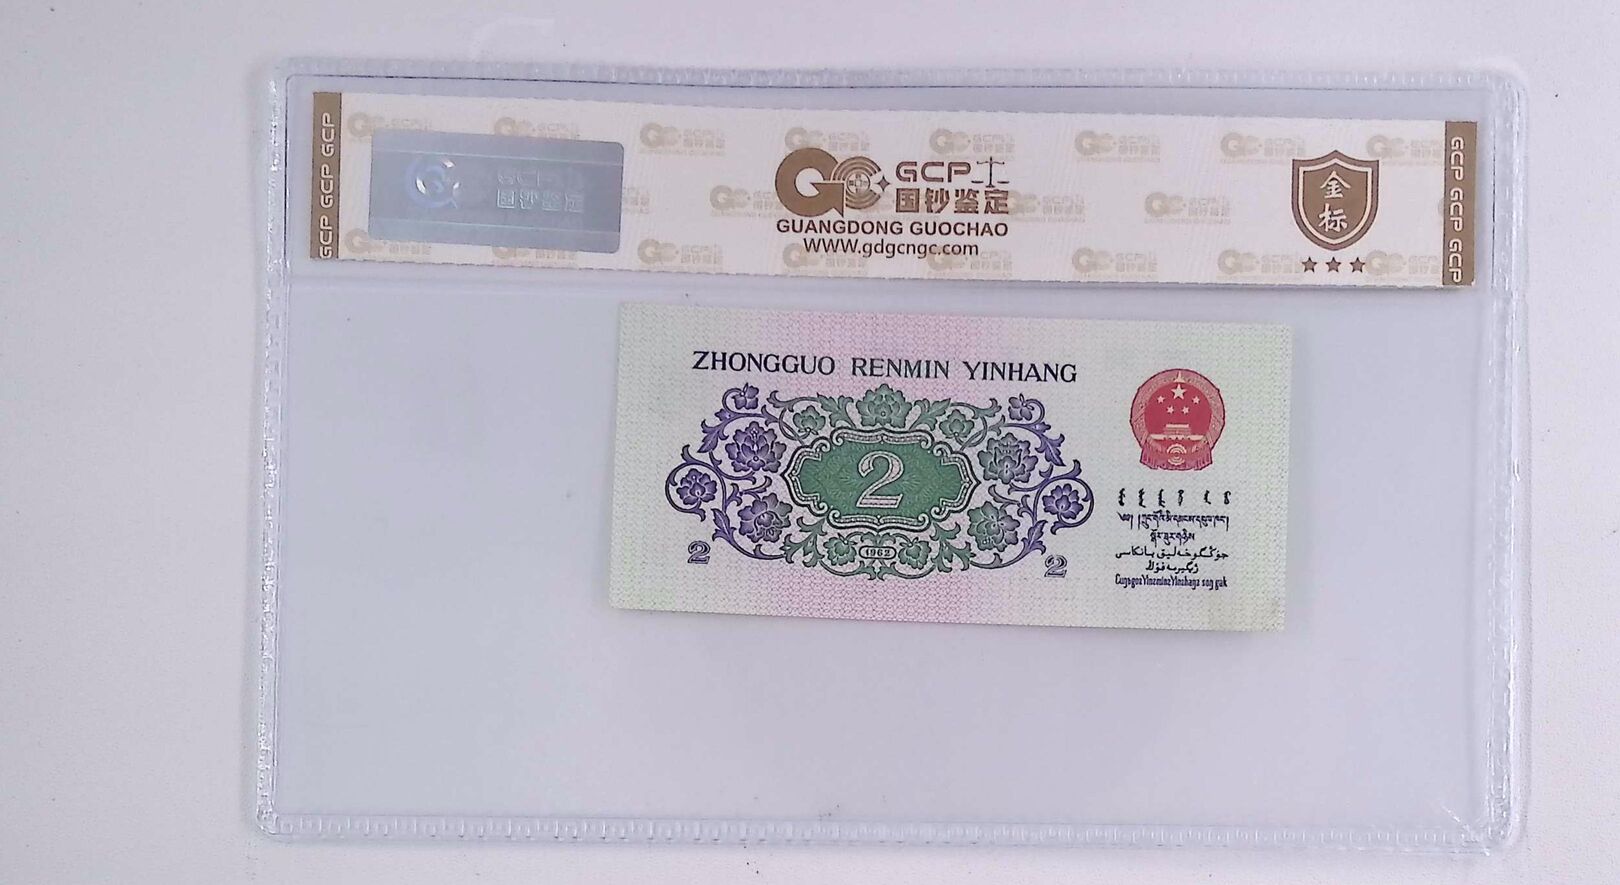 GCP GCP GCP
GCP
国钞鉴定
GUANGDONG GUOCHAO
WWW.gdgcngc.com
金
标
GCP GCP GCP
ZHONGGUO RENMIN YINHANG
2
1962
2
2